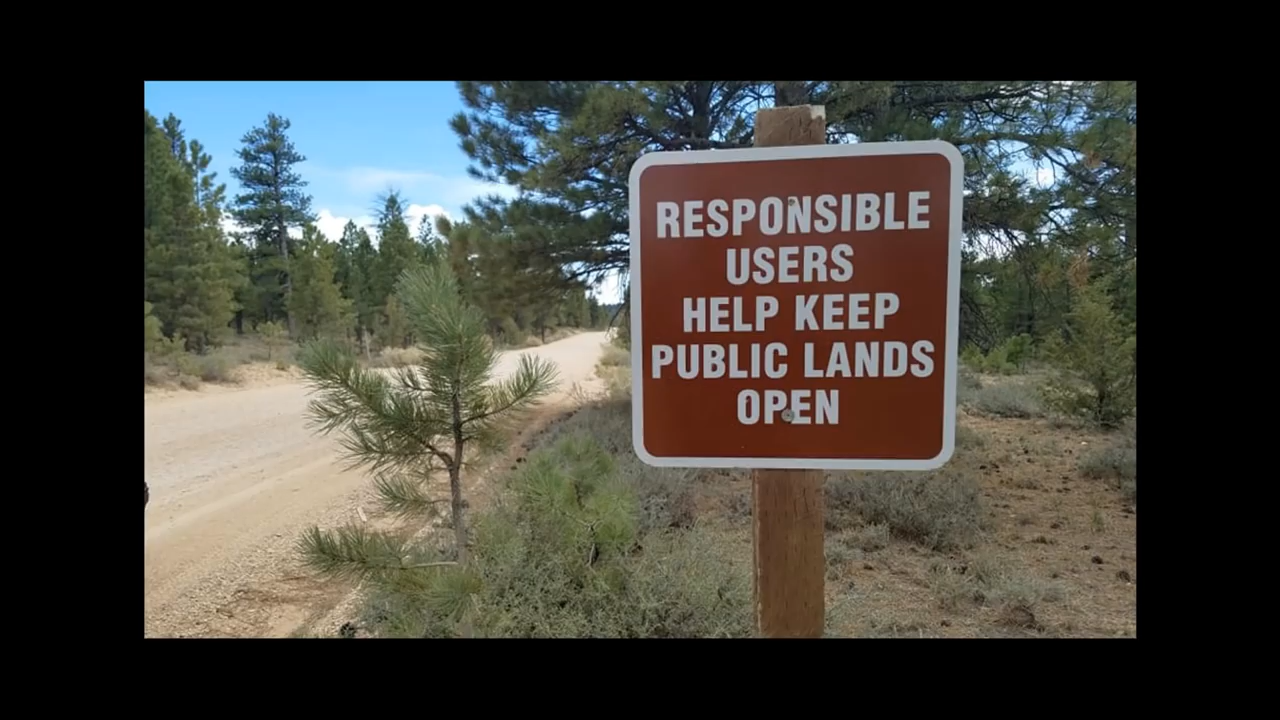 RESPONSIBLE
USERS
HELP KEEP
PUBLIC LANDS
OPEN